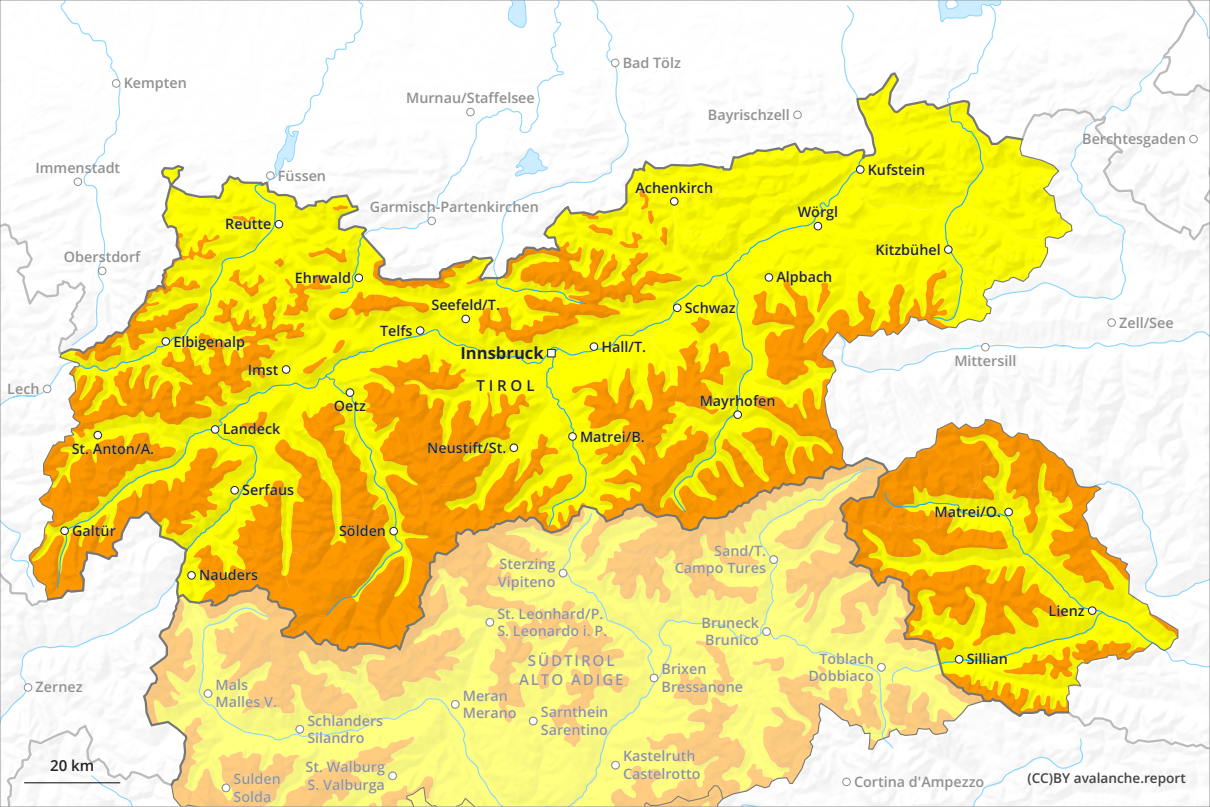 Bad Tölz
Kempten
Murnau/Staffelsee
Bayrischzell
Berchtesgaden
Immenstadt
Füssen
Kufstein
Achenkirch
Garmisch-Partenkirchen
Wörgl
Reutte
Kitzbühel
Oberstdorf
Ehrwald
Alpbach
Seefeld/T.
Schwaz
Zell/See
Telfs
Elbigenalp
Innsbruck
Hall/T.
Mittersill
Imst
TIROL
Lech
Oetz
Mayrhofen
Landeck
Matrei/B.
St. Anton/A.
Neustift/St.
Serfaus
Matrei/O.
Galtür
Sölden
Sand/T.
Campo Tures
Sterzing
Vipiteno
Nauders
Lienz
St. Leonhard/P.
S. Leonardo i. P.
Bruneck
Brunico
SÜDTIROL
ALTO ADIGE
Sillian
Toblach
Dobbiaco
Brixen
Bressanone
Zernez
Mals
Malles V.
Meran
Merano
Sarnthein
Sarentino
Schlanders
Silandro
Kastelruth
Castelrotto
20 km
St. Walburg
S. Valburga
Sulden
Solda
Cortina d'Ampezzo
(CC)BY avalanche.report